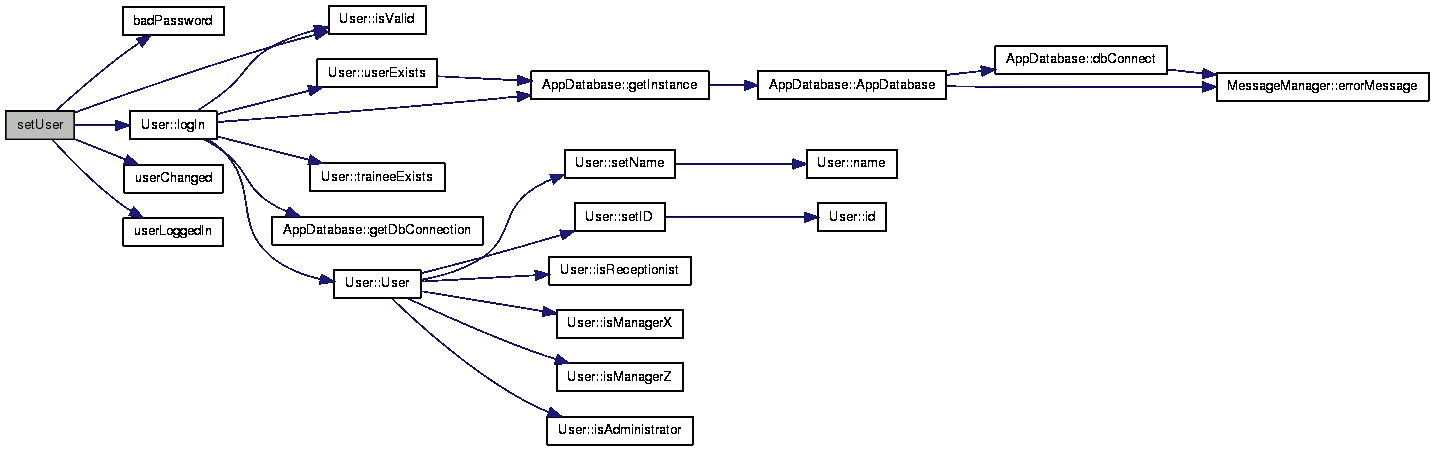 setUser
badPassword
User::isValid
User::logIn
User::userExists
AppDatabase::getInstance
AppDatabase::AppDatabase
AppDatabase::dbConnect
MessageManager::errorMessage
userChanged
userLoggedIn
User::traineeExists
AppDatabase::getDbConnection
User::User
User::setName
User::name
User::setID
User::id
User::isReceptionist
User::isManagerX
User::isManagerZ
User::isAdministrator